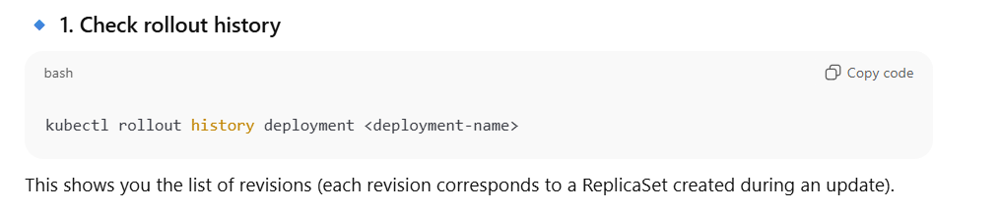 🔹 1. Check rollout history
bash
Copy code
kubectl rollout history deployment <deployment-name>
This shows you the list of revisions (each revision corresponds to a ReplicaSet created during an update).